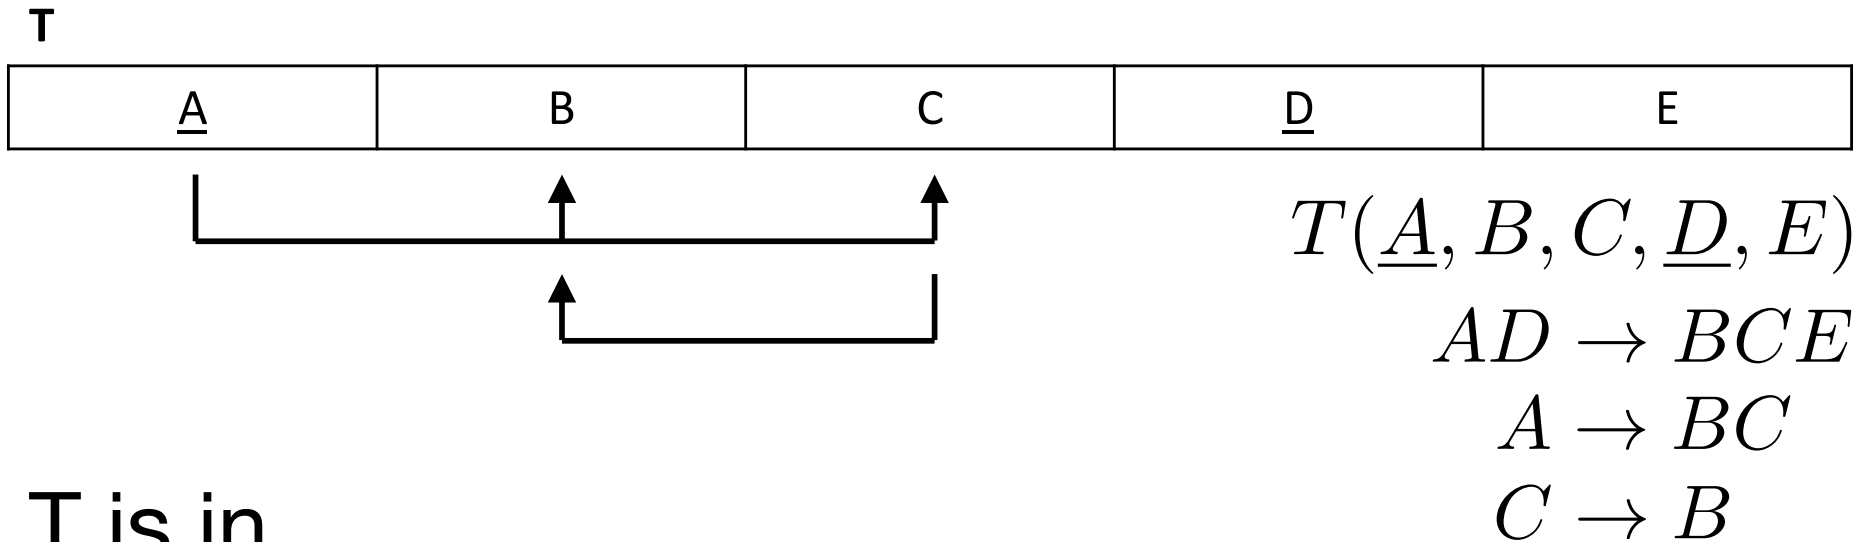 T
A B C D E
T(A, B, C, D, E)
AD → BCE
A → BC
C → B
T is in